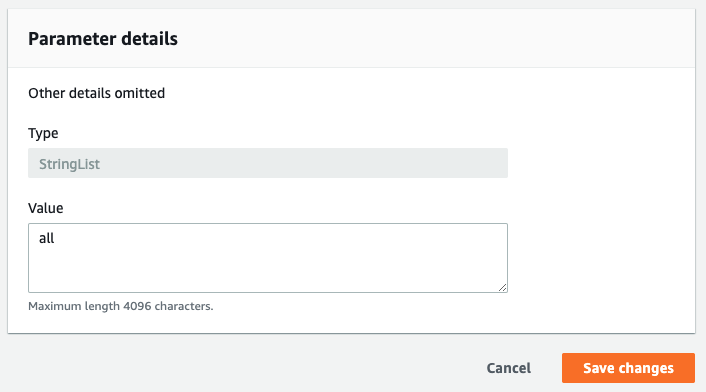 Parameter details
Other details omitted
Type
StringList
Value
all
Maximum length 4096 characters.
Cancel
Save changes